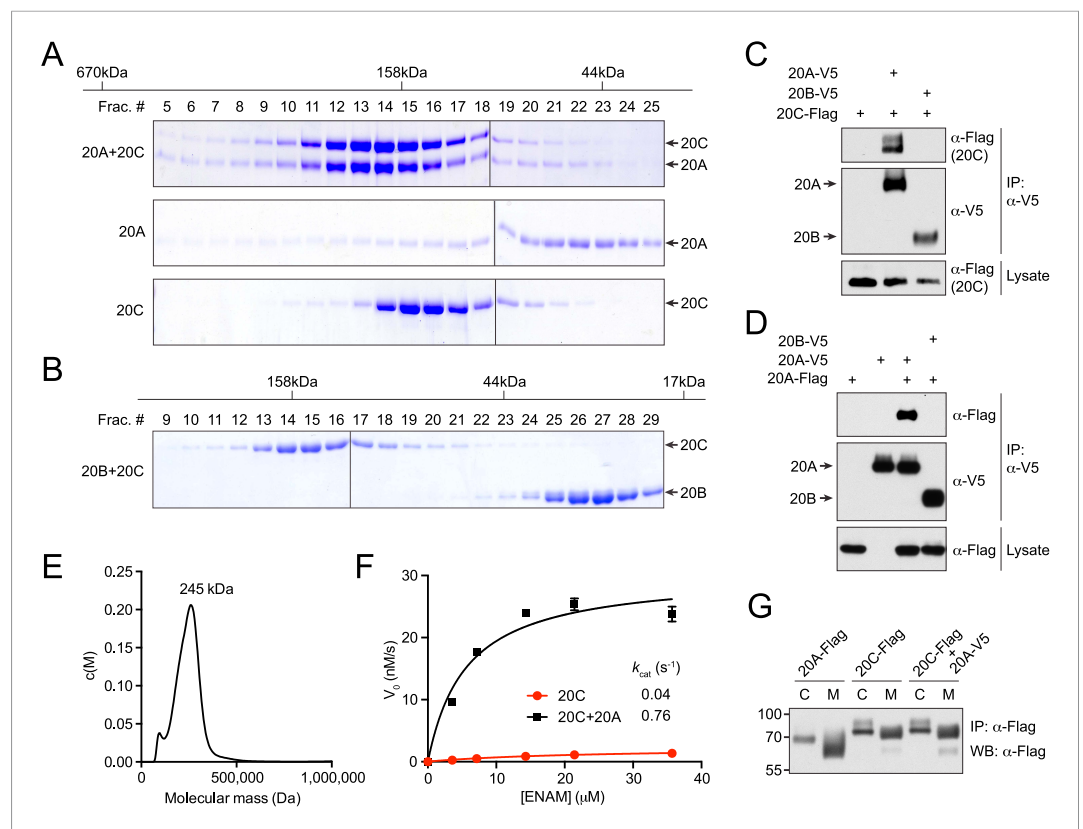 A
670kDa 158kDa 44kDa
Frac. # 5 6 7 8 9 10 11 12 13 14 15 16 17 18 19 20 21 22 23 24 25
20A+20C
20C
20A
20A
20A
20C
20C
B
158kDa 44kDa 17kDa
Frac. # 9 10 11 12 13 14 15 16 17 18 19 20 21 22 23 24 25 26 27 28 29
20B+20C
20C
20B
C
20A-V5 +
20B-V5 +
20C-Flag + + +
α-Flag
(20C)
20A
20B
α-V5
IP:
α-V5
α-Flag
(20C)
Lysate
D
20B-V5 +
20A-V5 + +
20A-Flag + + +
α-Flag
20A
20B
α-V5
IP:
α-V5
α-Flag
Lysate
E
245 kDa
c(M)
0.25
0.20
0.15
0.10
0.05
0.00
0 500,000 1,000,000
Molecular mass (Da)
F
V0 (nM/s)
30
20
10
0
kcat (s-1)
20C 0.04
20C+20A 0.76
0 10 20 30 40
[ENAM] (μM)
G
20A-Flag
20C-Flag
20C-Flag
+
20A-V5
C M C M C M
100
70
55
IP: α-Flag
WB: α-Flag